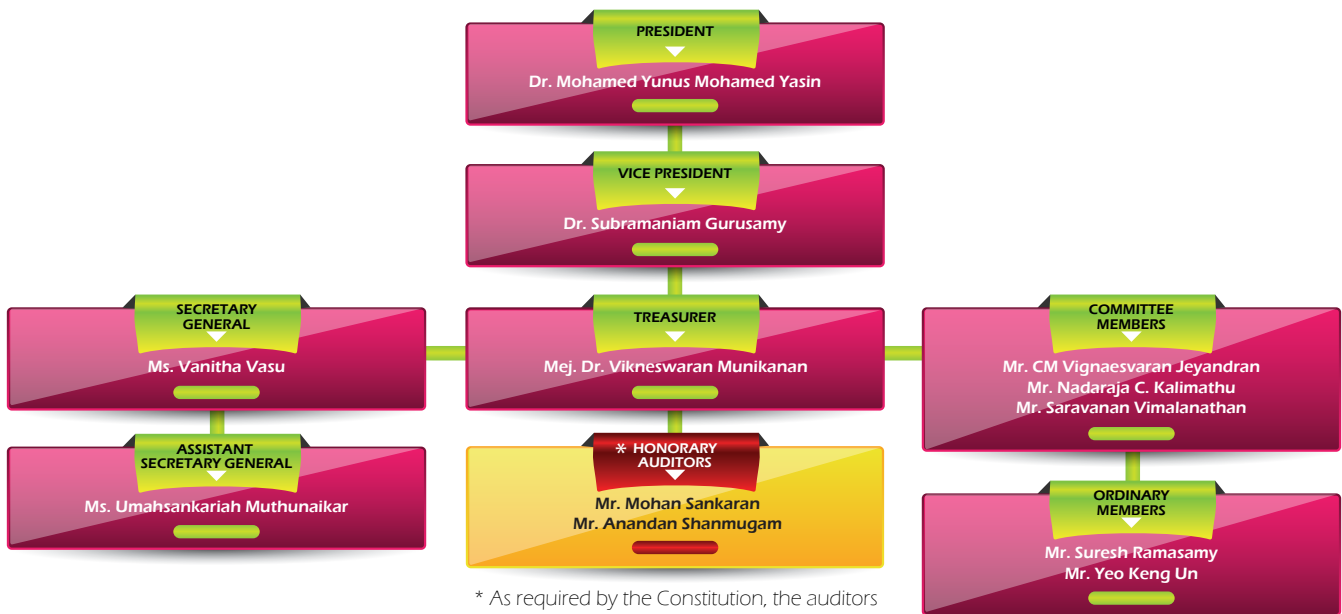 PRESIDENT
Dr. Mohamed Yunus Mohamed Yasin
VICE PRESIDENT
Dr. Subramaniam Gurusamy
SECRETARY
GENERAL
Ms. Vanitha Vasu
TREASURER
Mej. Dr. Vikneswaran Munikanan
COMMITTEE
MEMBERS
Mr. CM Vignaesvaran Jeyandran
Mr. Nadaraja C. Kalimathu
Mr. Saravanan Vimalanathan
ASSISTANT
SECRETARY GENERAL
Ms. Umahsankariah Muthunaikar
* HONORARY
AUDITORS
Mr. Mohan Sankaran
Mr. Anandan Shanmugam
ORDINARY
MEMBERS
Mr. Suresh Ramasamy
Mr. Yeo Keng Un
* As required by the Constitution, the auditors